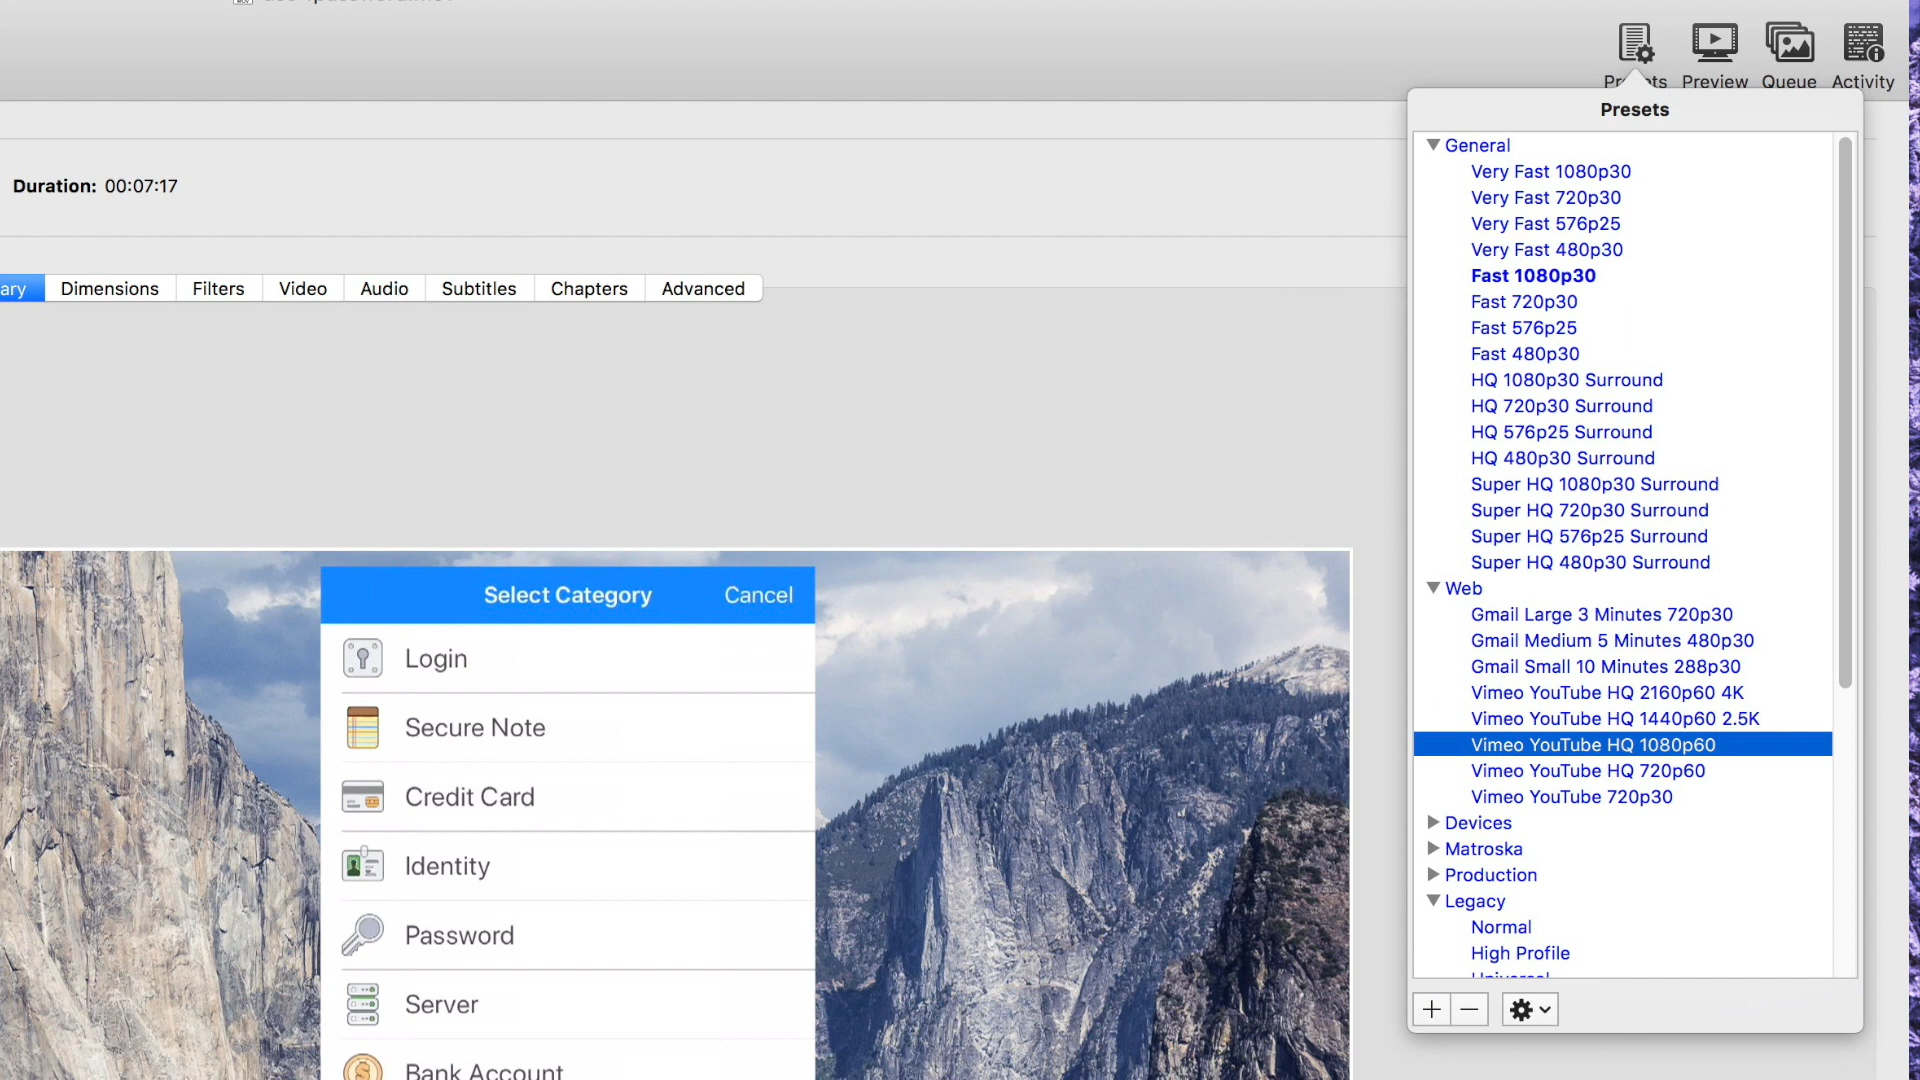 Presets Preview Queue Activity
Presets
Duration: 00:07:17
ary Dimensions Filters Video Audio Subtitles Chapters Advanced
General
Very Fast 1080p30
Very Fast 720p30
Very Fast 576p25
Very Fast 480p30
Fast 1080p30
Fast 720p30
Fast 576p25
Fast 480p30
HQ 1080p30 Surround
HQ 720p30 Surround
HQ 576p25 Surround
HQ 480p30 Surround
Super HQ 1080p30 Surround
Super HQ 720p30 Surround
Super HQ 576p25 Surround
Super HQ 480p30 Surround
Web
Gmail Large 3 Minutes 720p30
Gmail Medium 5 Minutes 480p30
Gmail Small 10 Minutes 288p30
Vimeo YouTube HQ 2160p60 4K
Vimeo YouTube HQ 1440p60 2.5K
Vimeo YouTube HQ 1080p60
Vimeo YouTube HQ 720p60
Vimeo YouTube 720p30
Devices
Matroska
Production
Legacy
Normal
High Profile
Universal
Select Category Cancel
Login
Secure Note
Credit Card
Identity
Password
Server
Bank Account